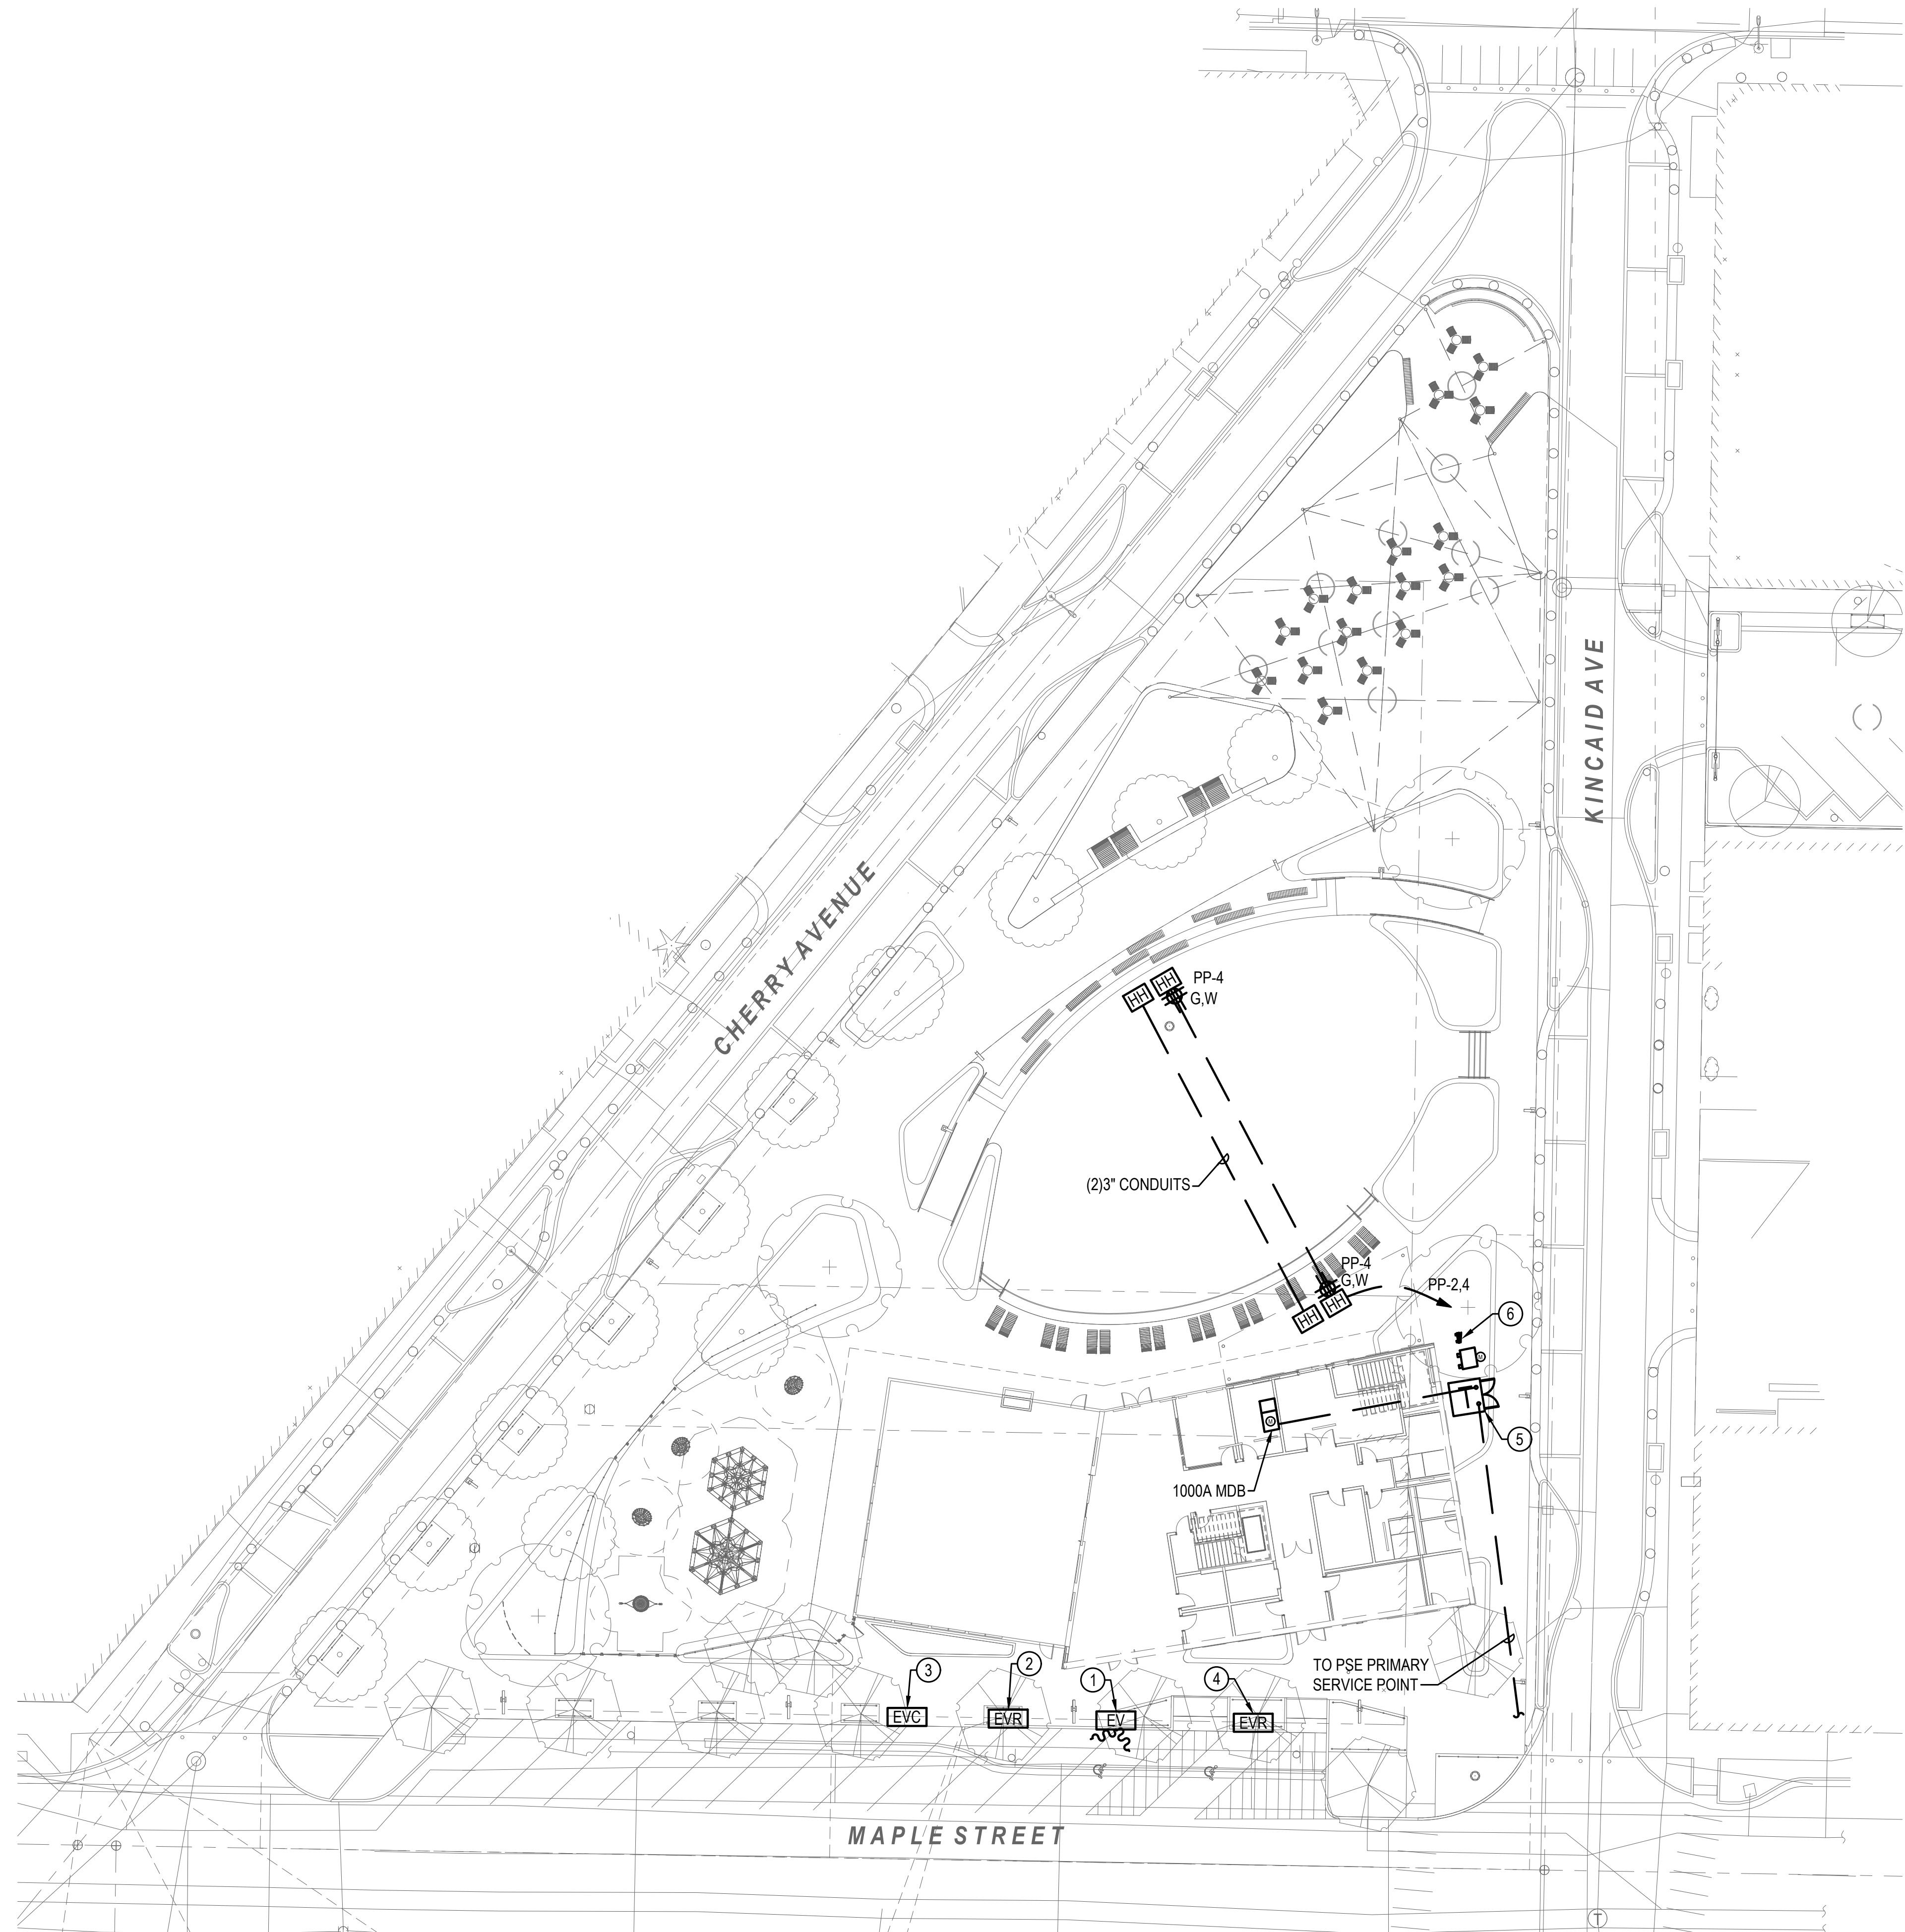 KINCAID AVE
CHERRY AVENUE
HH
HH
PP-4
G,W
(2)3" CONDUITS
PP-4
G,W
HH
HH
PP-2,4
6
M
T
5
M
1000A MDB
TO PSE PRIMARY
SERVICE POINT
3
2
1
4
EVC
EVR
EV
EVR
MAPLE STREET
T